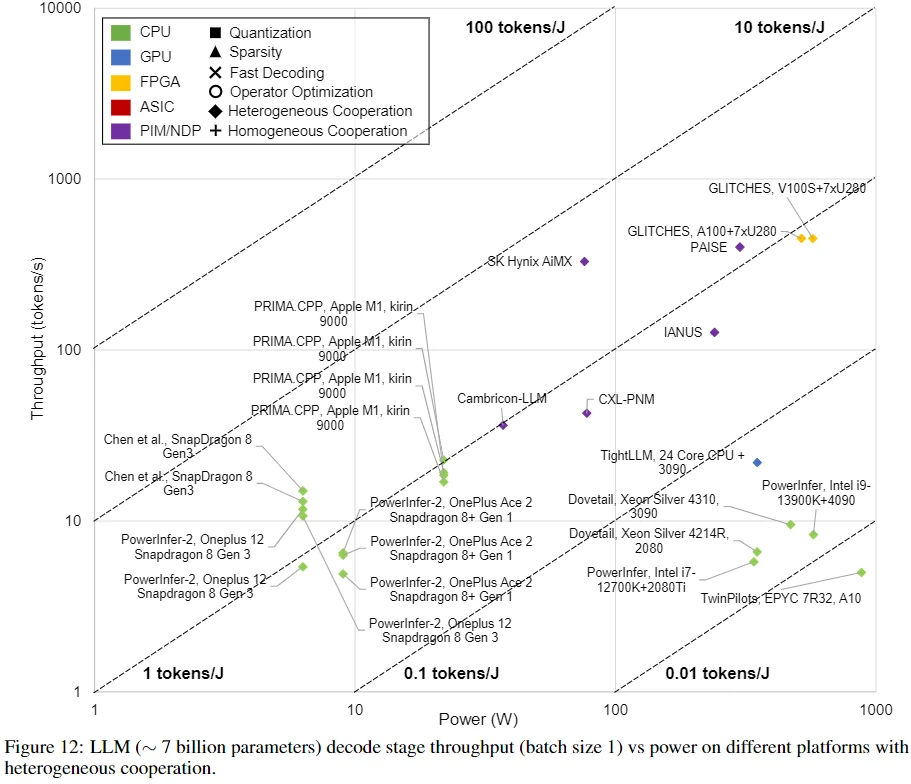 10000
1000
100
10
1
1
10
100
1000
Throughput (tokens/s)
Power (W)
CPU
GPU
FPGA
ASIC
PIM/NDP
Quantization
Sparsity
Fast Decoding
Operator Optimization
Heterogeneous Cooperation
Homogeneous Cooperation
100 tokens/J
10 tokens/J
GLITCHES, V100S+7xU280
GLITCHES, A100+7xU280
PAISE
SK Hynix AiMX
IANUS
PRIMA.CPP, Apple M1, kirin
9000
PRIMA.CPP, Apple M1, kirin
9000
PRIMA.CPP, Apple M1, kirin
9000
PRIMA.CPP, Apple M1, kirin
9000
Cambricon-LLM
CXL-PNM
Chen et al., SnapDragon 8
Gen3
Chen et al., SnapDragon 8
Gen3
TightLLM, 24 Core CPU +
3090
PowerInfer, Intel i9-
13900K+4090
Dovetail, Xeon Silver 4310,
3090
Dovetail, Xeon Silver 4214R,
2080
PowerInfer, Intel i7-
12700K+2080Ti
TwinPilots, EPYC 7R32, A10
PowerInfer-2, OnePlus Ace 2
Snapdragon 8+ Gen 1
PowerInfer-2, OnePlus Ace 2
Snapdragon 8+ Gen 1
PowerInfer-2, OnePlus Ace 2
Snapdragon 8+ Gen 1
PowerInfer-2, Oneplus 12
Snapdragon 8 Gen 3
PowerInfer-2, Oneplus 12
Snapdragon 8 Gen 3
PowerInfer-2, Oneplus 12
Snapdragon 8 Gen 3
1 tokens/J
0.1 tokens/J
0.01 tokens/J
Figure 12: LLM (∼ 7 billion parameters) decode stage throughput (batch size 1) vs power on different platforms with
heterogeneous cooperation.